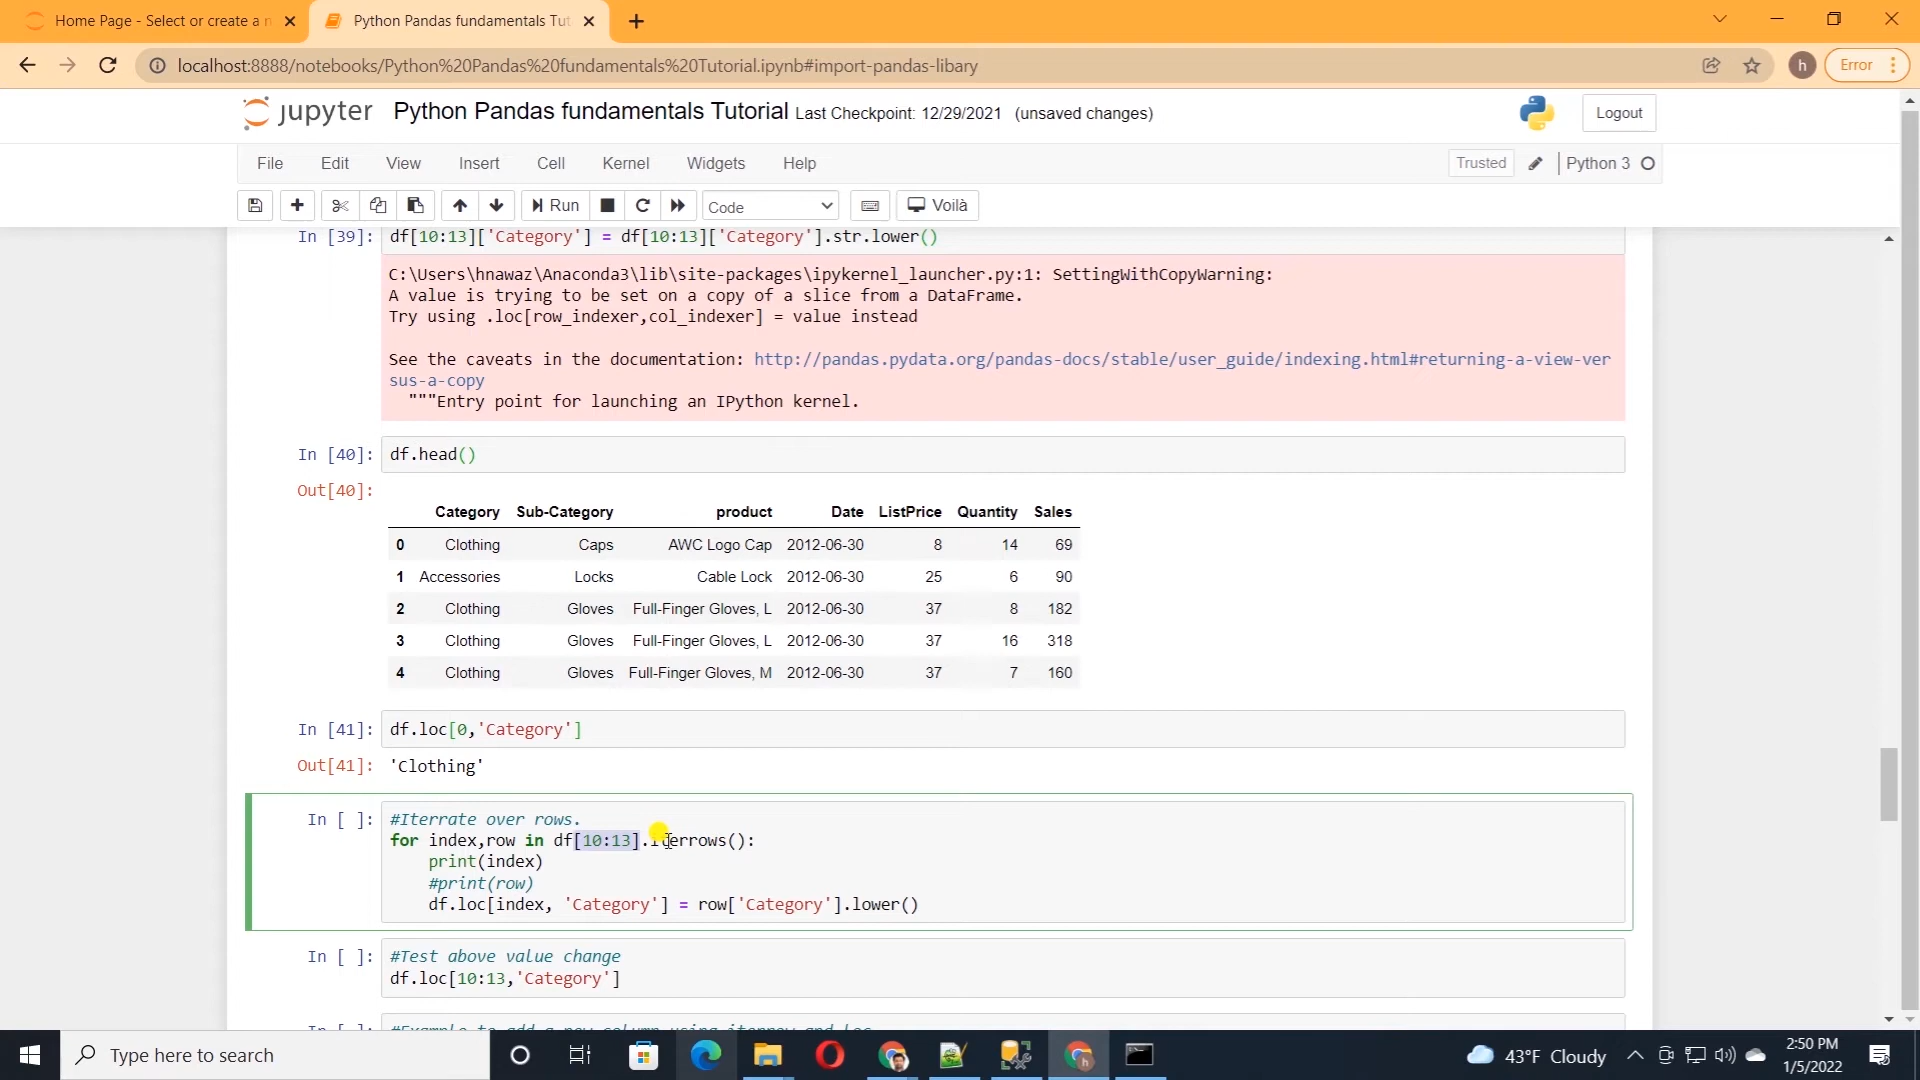 Home Page - Select or create a n
Python Pandas fundamentals Tut
localhost:8888/notebooks/Python%20Pandas%20fundamentals%20Tutorial.ipynb#import-pandas-libary
h
Error
jupyter Python Pandas fundamentals Tutorial Last Checkpoint: 12/29/2021 (unsaved changes)
Logout
File Edit View Insert Cell Kernel Widgets Help
Trusted Python 3
Run Code Voilà
In [39]: df[10:13]['Category'] = df[10:13]['Category'].str.lower()
C:\Users\hnawaz\Anaconda3\lib\site-packages\ipykernel_launcher.py:1: SettingWithCopyWarning:
A value is trying to be set on a copy of a slice from a DataFrame.
Try using .loc[row_indexer,col_indexer] = value instead
See the caveats in the documentation: http://pandas.pydata.org/pandas-docs/stable/user_guide/indexing.html#returning-a-view-ver
sus-a-copy
"""Entry point for launching an IPython kernel.
In [40]: df.head()
Out[40]:
Category Sub-Category product Date ListPrice Quantity Sales
0 Clothing Caps AWC Logo Cap 2012-06-30 8 14 69
1 Accessories Locks Cable Lock 2012-06-30 25 6 90
2 Clothing Gloves Full-Finger Gloves, L 2012-06-30 37 8 182
3 Clothing Gloves Full-Finger Gloves, L 2012-06-30 37 16 318
4 Clothing Gloves Full-Finger Gloves, M 2012-06-30 37 7 160
In [41]: df.loc[0,'Category']
Out[41]: 'Clothing'
In [ ]: #Iterrate over rows.
for index,row in df[10:13].iterrows():
print(index)
#print(row)
df.loc[index, 'Category'] = row['Category'].lower()
In [ ]: #Test above value change
df.loc[10:13,'Category']
In [ ]: #Example to add a new column using
Type here to search
43°F Cloudy
2:50 PM
1/5/2022